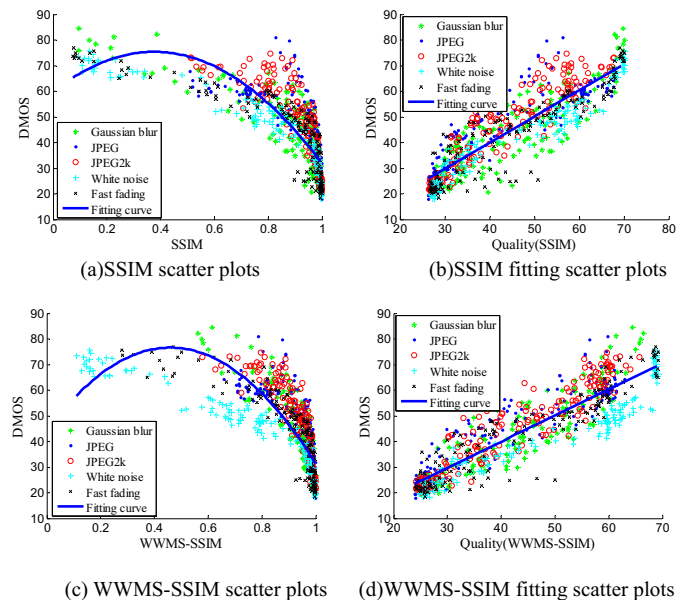 90
80
70
60
50
40
30
20
10
DMOS
Gaussian blur
JPEG
JPEG2k
White noise
Fast fading
Fitting curve
0
0.2
0.4
0.6
0.8
1
SSIM
(a)SSIM scatter plots
90
80
70
60
50
40
30
20
10
DMOS
Gaussian blur
JPEG
JPEG2k
White noise
Fast fading
Fitting curve
20
30
40
50
60
70
80
Quality(SSIM)
(b)SSIM fitting scatter plots
90
80
70
60
50
40
30
20
10
DMOS
Gaussian blur
JPEG
JPEG2k
White noise
Fast fading
Fitting curve
0
0.2
0.4
0.6
0.8
1
WWMS-SSIM
(c) WWMS-SSIM scatter plots
90
80
70
60
50
40
30
20
10
DMOS
Gaussian blur
JPEG
JPEG2k
White noise
Fast fading
Fitting curve
20
30
40
50
60
70
Quality(WWMS-SSIM)
(d)WWMS-SSIM fitting scatter plots